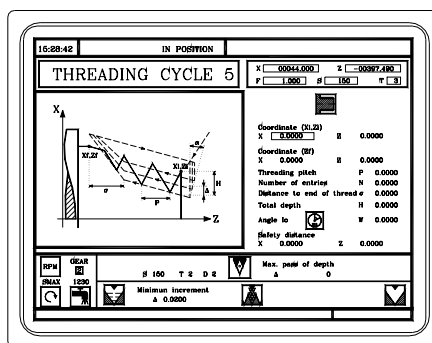 15:28:42 IN POSITION
THREADING CYCLE 5
X 00044.000 Z -00397.490
F 1.000 S 150 T 3
X
Xf,Zf
Xi,Zi
α
H
Δ
σ
P
Z
Coordinate (Xi,Zi)
X 0.0000 Z 0.0000
Coordinate (Zf)
X 0.0000 Z 0.0000
Threading pitch P 0.0000
Number of entries N 0.0000
Distance to end of thread σ 0.0000
Total depth H 0.0000
Angle lo W 0.0000
Safety distance
X 0.0000 Z 0.0000
RPM GEAR
2
SMAX 1230
S 150 T 2 D 2
Max. pass of depth
Δ 0
Minimun increment
Δ 0.0200